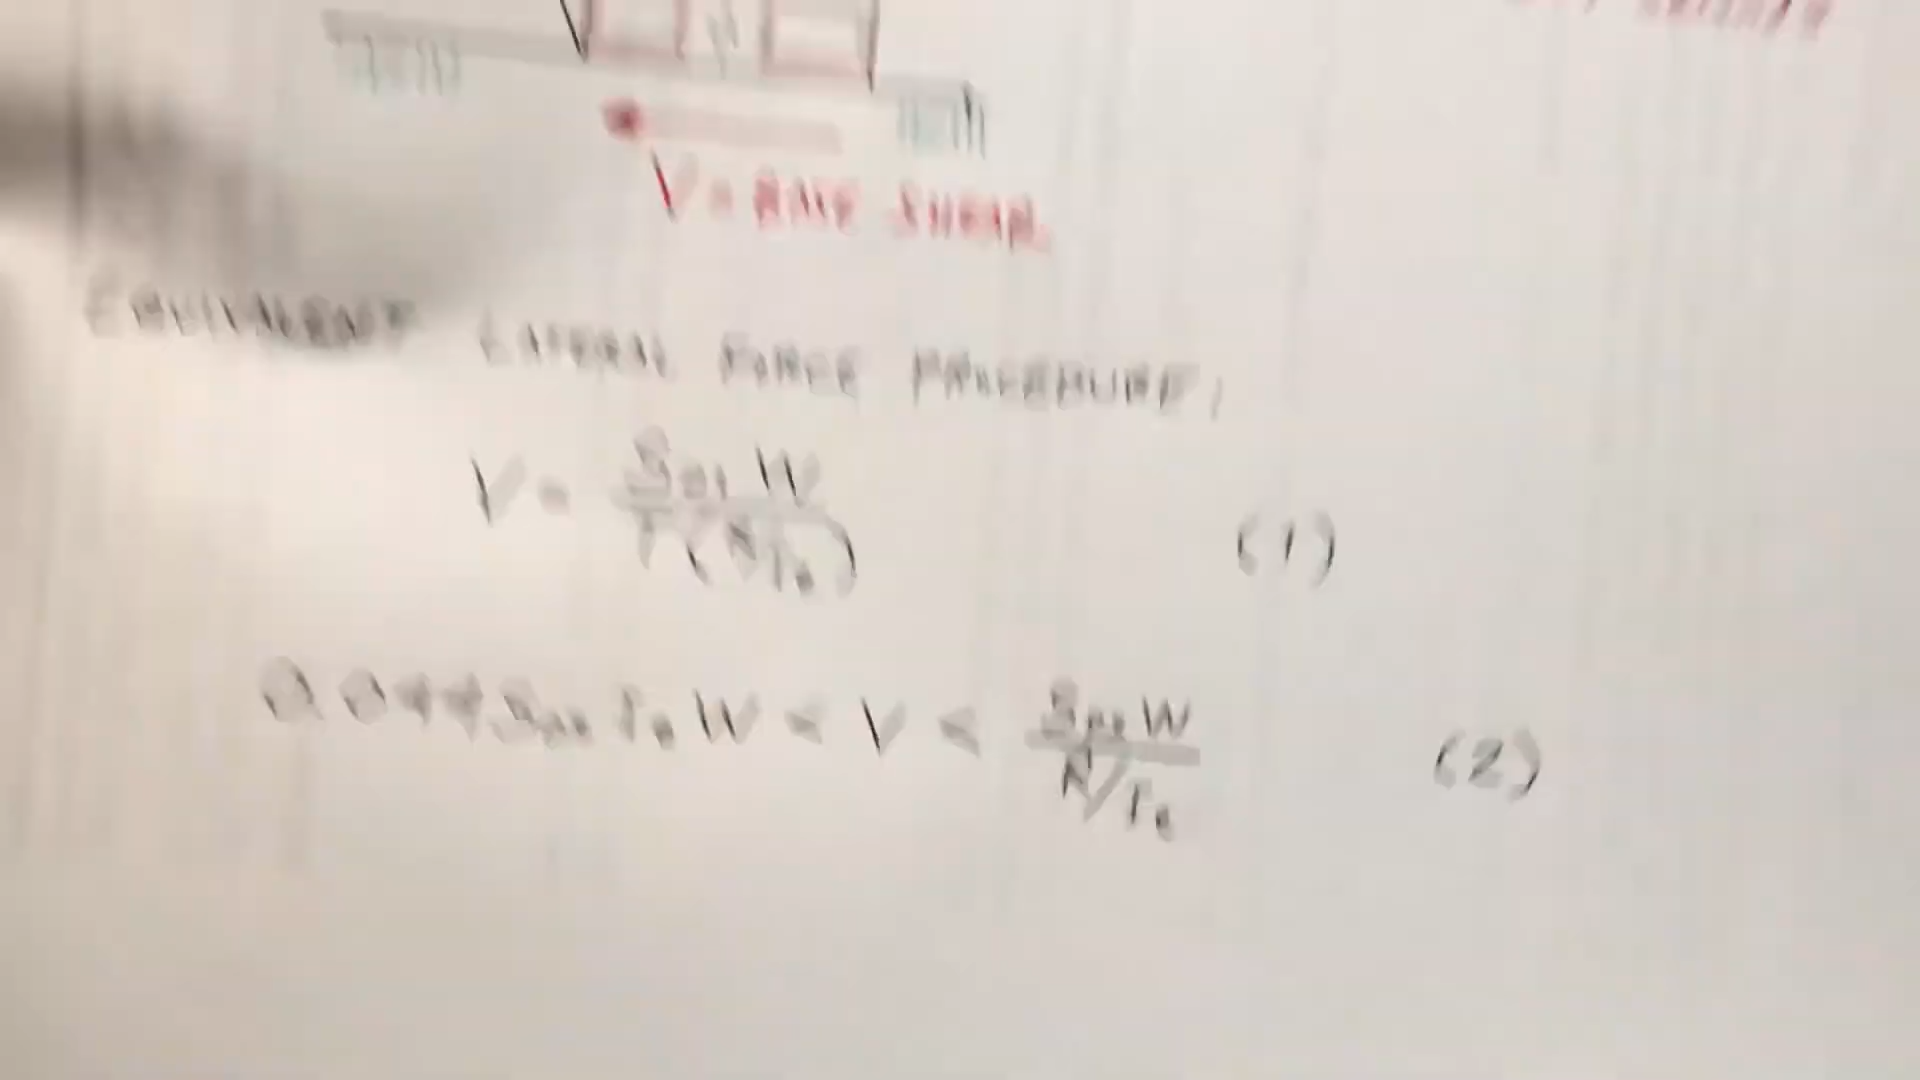 V = BASE SHEAR
EQUIVALENT LATERAL FORCE PROCEDURE:
V = S_D1 W / T(R/I_e) (1)
0.044 S_DS I_e W < V < S_DS W / R/I_e (2)